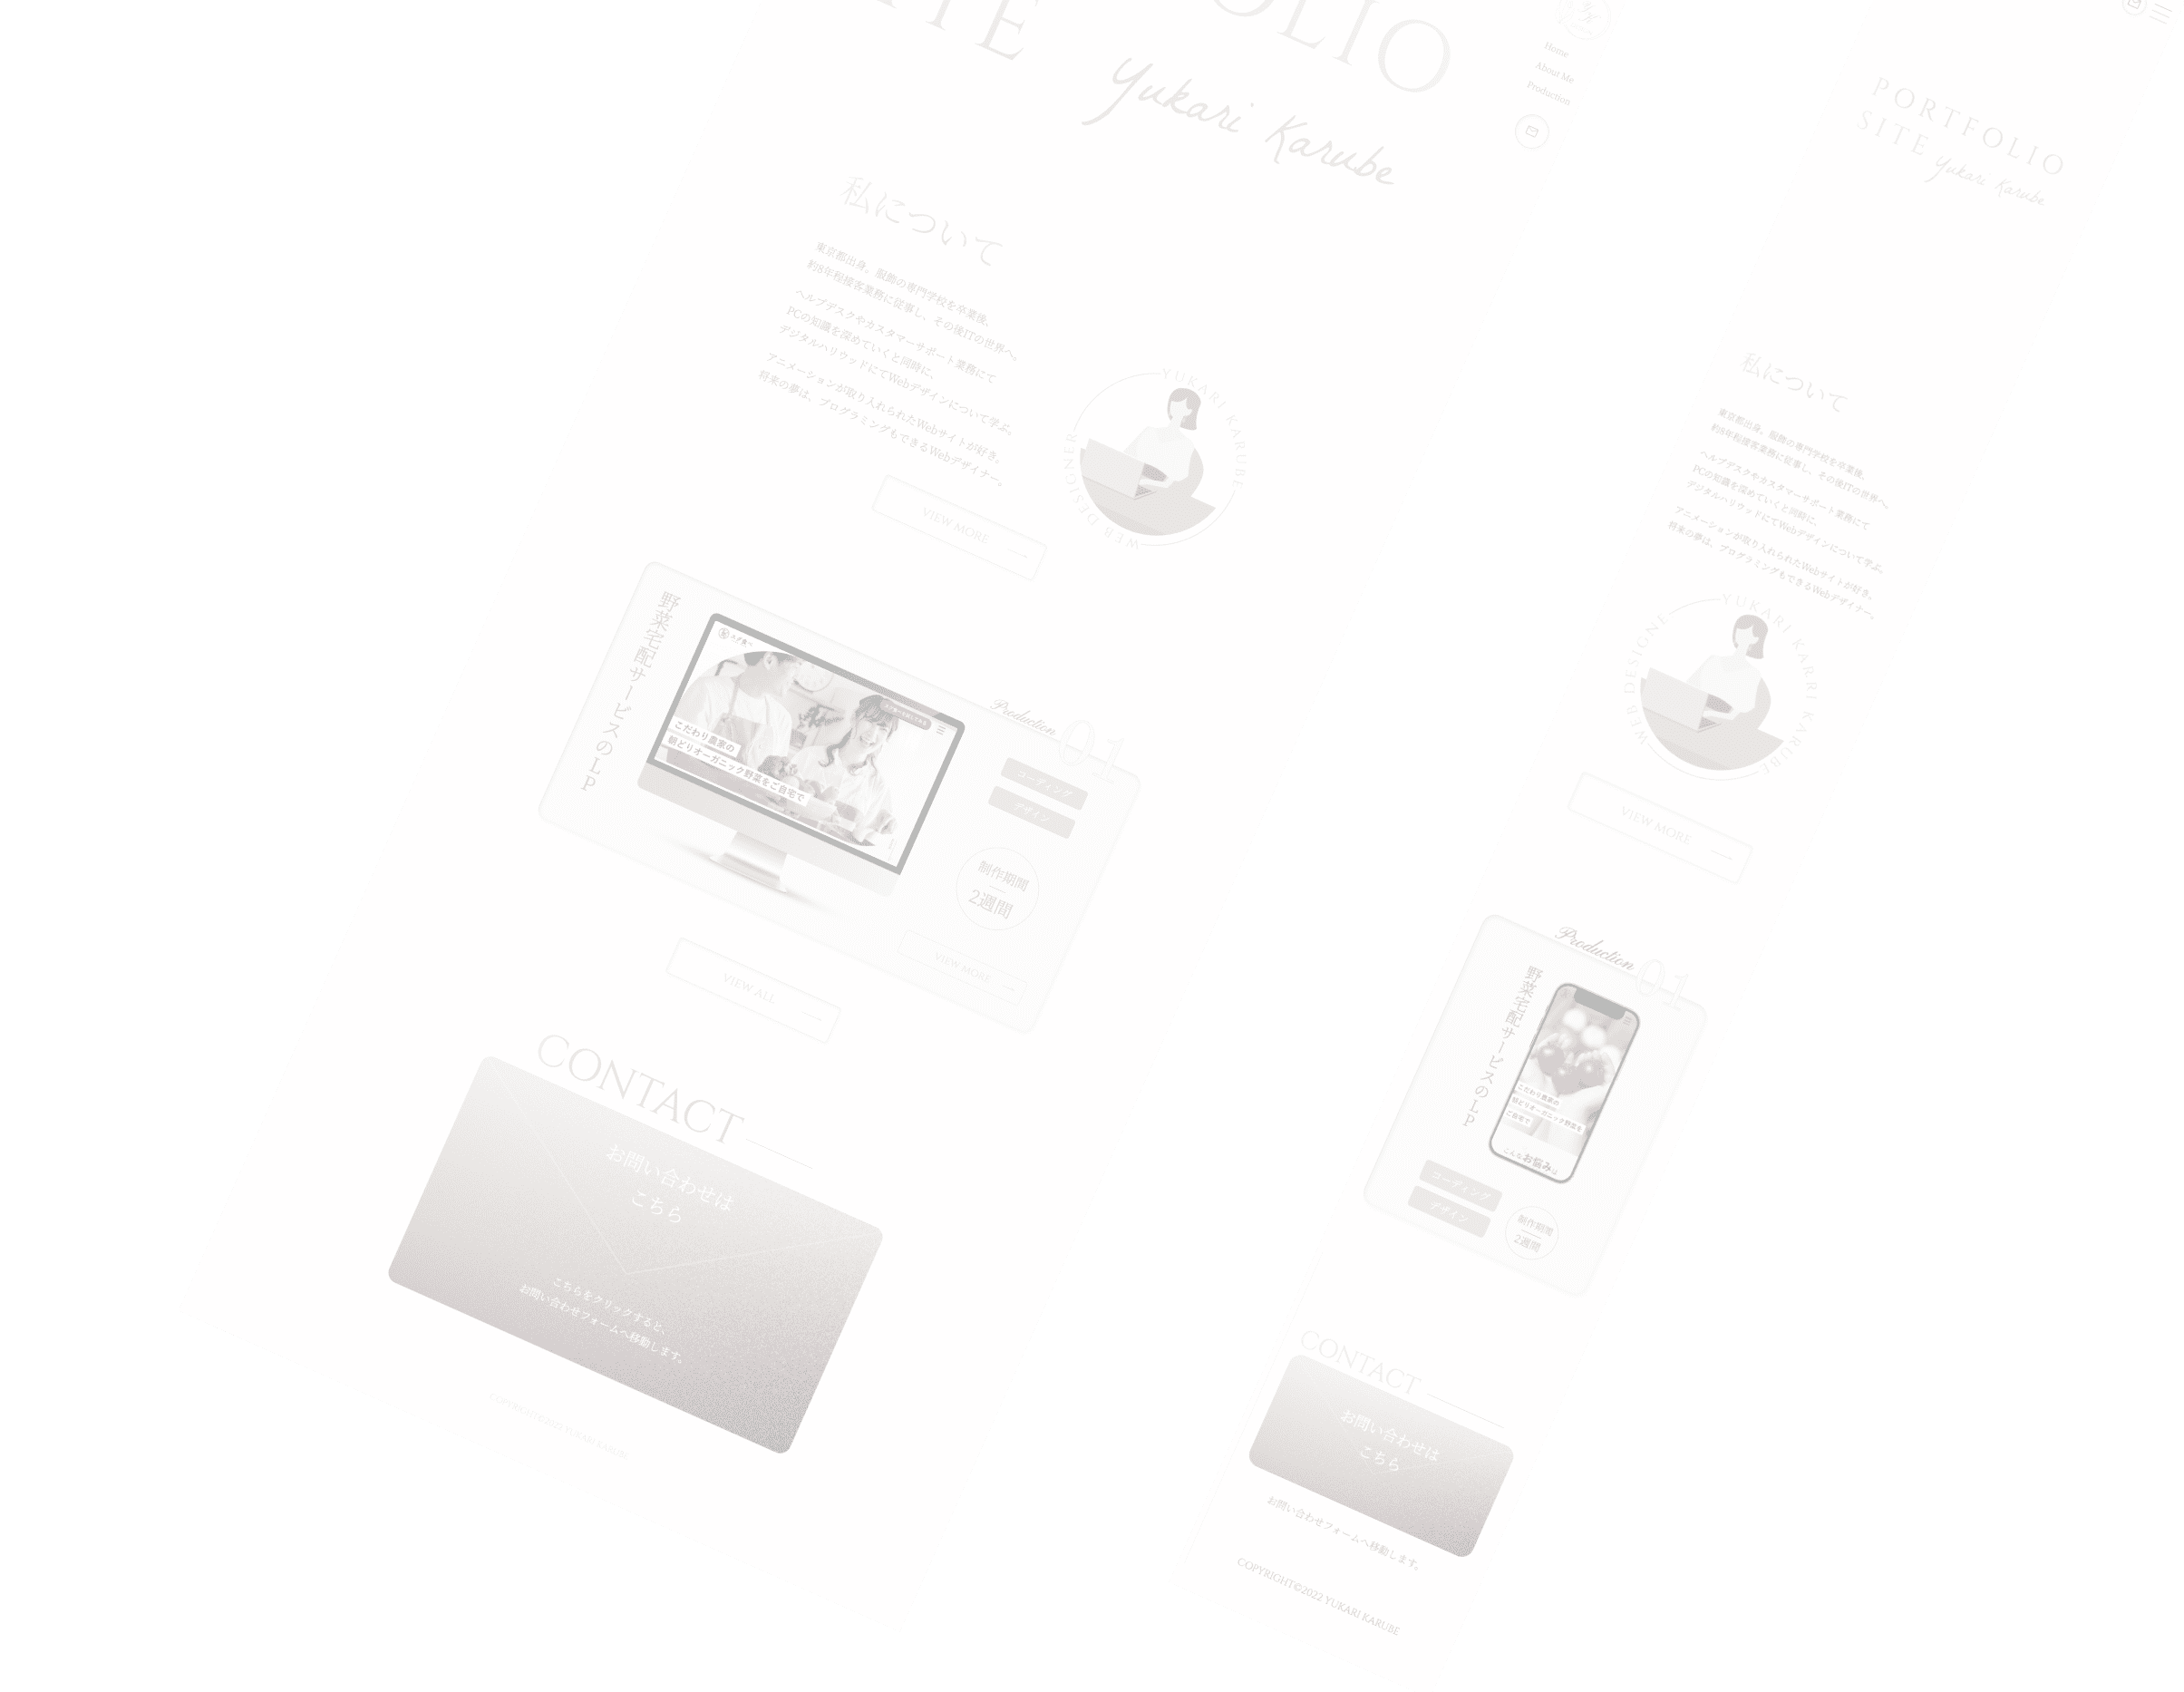 SITE
FOLIO
Yukari Karube
Home
About Me
Production
私について
東京都出身。服飾の専門学校を卒業後、
約8年程接客業務に従事し、その後ITの世界へ。
ヘルプデスクやカスタマーサポート業務にて
PCの知識を深めていくと同時に、
デジタルハリウッドにてWebデザインについて学ぶ。
アニメーションが取り入れられたWebサイトが好き。
将来の夢は、プログラミングもできるWebデザイナー。
VIEW MORE
YUKARI KARUBE
WEB DESIGNER
野菜宅配サービスのLP
こだわり農家の
朝どりオーガニック野菜をご自宅で
Production 01
コーディング
デザイン
制作期間
2週間
VIEW MORE
VIEW ALL
CONTACT
お問い合わせは
こちら
こちらをクリックすると、
お問い合わせフォームへ移動します。
COPYRIGHT©2022 YUKARI KARUBE
PORTFOLIO
SITE Yukari Karube
私について
東京都出身。服飾の専門学校を卒業後、
約8年程接客業務に従事し、その後ITの世界へ。
ヘルプデスクやカスタマーサポート業務にて
PCの知識を深めていくと同時に、
デジタルハリウッドにてWebデザインについて学ぶ。
アニメーションが取り入れられたWebサイトが好き。
将来の夢は、プログラミングもできるWebデザイナー。
YUKARI KARRI KARUBE
WEB DESIGNE
VIEW MORE
Production 01
野菜宅配サービスのLP
こだわり農家の
朝どりオーガニック野菜を
ご自宅で
こんなお悩み
コーディング
デザイン
制作期間
2週間
CONTACT
お問い合わせは
こちら
お問い合わせフォームへ移動します。
COPYRIGHT©2022 YUKARI KARUBE